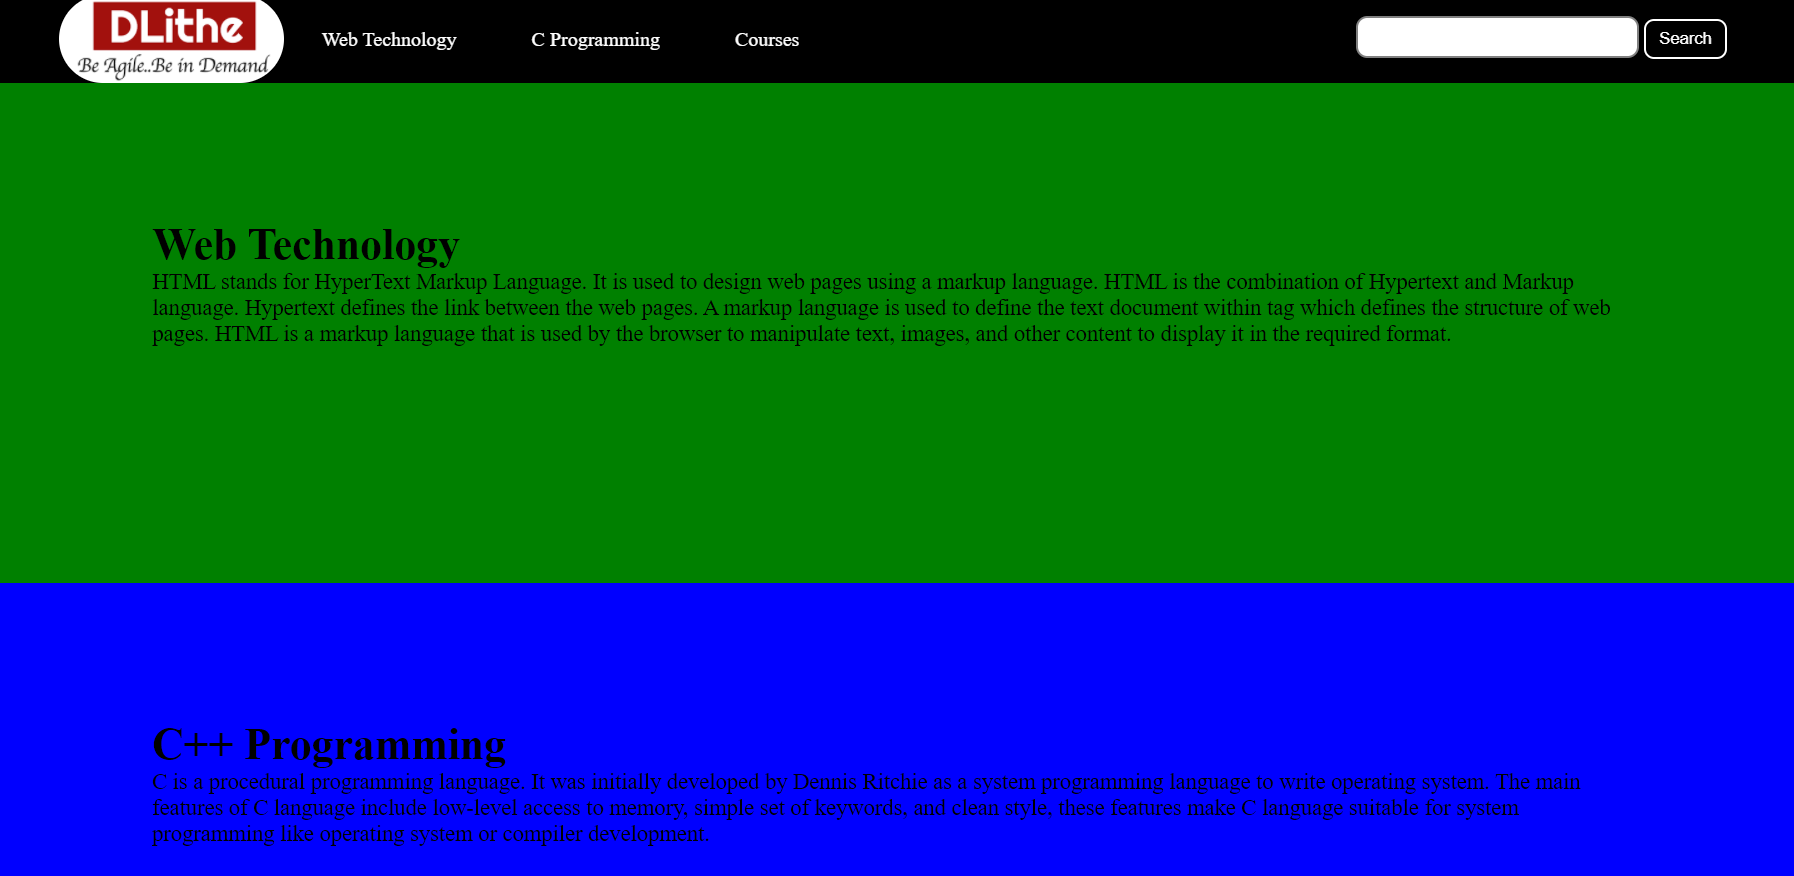 DLithe
Be Agile..Be in Demand
Web Technology
C Programming
Courses
Search
Web Technology
HTML stands for HyperText Markup Language. It is used to design web pages using a markup language. HTML is the combination of Hypertext and Markup
language. Hypertext defines the link between the web pages. A markup language is used to define the text document within tag which defines the structure of web
pages. HTML is a markup language that is used by the browser to manipulate text, images, and other content to display it in the required format.
C++ Programming
C is a procedural programming language. It was initially developed by Dennis Ritchie as a system programming language to write operating system. The main
features of C language include low-level access to memory, simple set of keywords, and clean style, these features make C language suitable for system
programming like operating system or compiler development.